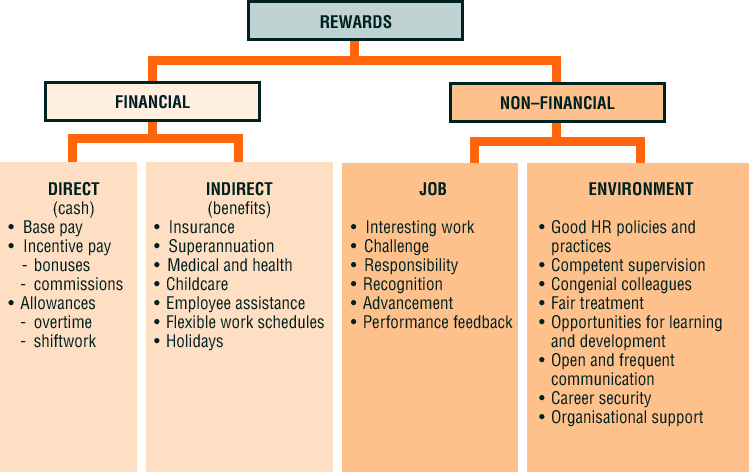 REWARDS
FINANCIAL
NON–FINANCIAL
DIRECT
(cash)
• Base pay
• Incentive pay
- bonuses
- commissions
• Allowances
- overtime
- shiftwork
INDIRECT
(benefits)
• Insurance
• Superannuation
• Medical and health
• Childcare
• Employee assistance
• Flexible work schedules
• Holidays
JOB
• Interesting work
• Challenge
• Responsibility
• Recognition
• Advancement
• Performance feedback
ENVIRONMENT
• Good HR policies and
practices
• Competent supervision
• Congenial colleagues
• Fair treatment
• Opportunities for learning
and development
• Open and frequent
communication
• Career security
• Organisational support